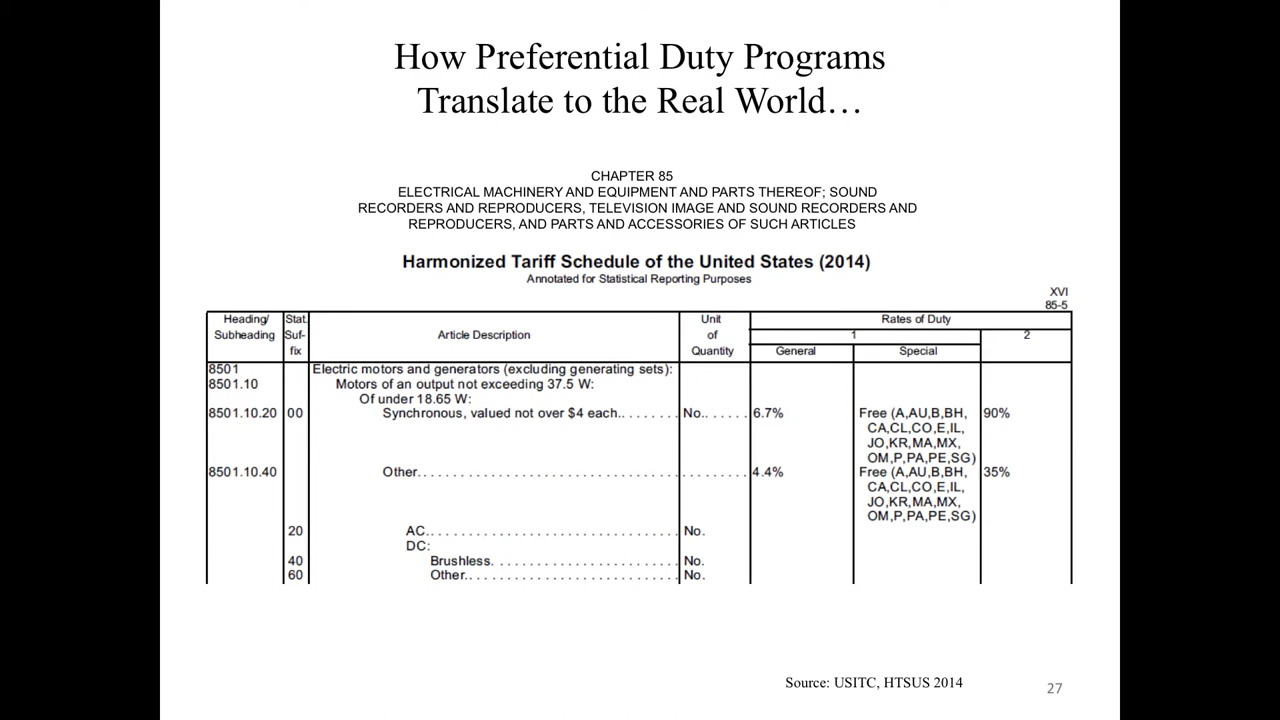 How Preferential Duty Programs
Translate to the Real World…
CHAPTER 85
ELECTRICAL MACHINERY AND EQUIPMENT AND PARTS THEREOF; SOUND
RECORDERS AND REPRODUCERS, TELEVISION IMAGE AND SOUND RECORDERS AND
REPRODUCERS, AND PARTS AND ACCESSORIES OF SUCH ARTICLES
Harmonized Tariff Schedule of the United States (2014)
Annotated for Statistical Reporting Purposes
XVI
85-5
Heading/ Stat. Unit Rates of Duty
Subheading Suf- Article Description of 1 2
fix Quantity General Special
8501 Electric motors and generators (excluding generating sets):
8501.10 Motors of an output not exceeding 37.5 W:
Of under 18.65 W:
8501.10.20 00 Synchronous, valued not over $4 each........ No....... 6.7% Free (A,AU,B,BH, 90%
CA,CL,CO,E,IL,
JO,KR,MA,MX,
OM,P,PA,PE,SG)
8501.10.40 Other.................................. ........ 4.4% Free (A,AU,B,BH, 35%
CA,CL,CO,E,IL,
JO,KR,MA,MX,
OM,P,PA,PE,SG)
20 AC................................ No.
DC:
40 Brushless........................ No.
60 Other........................... No.
Source: USITC, HTSUS 2014
27